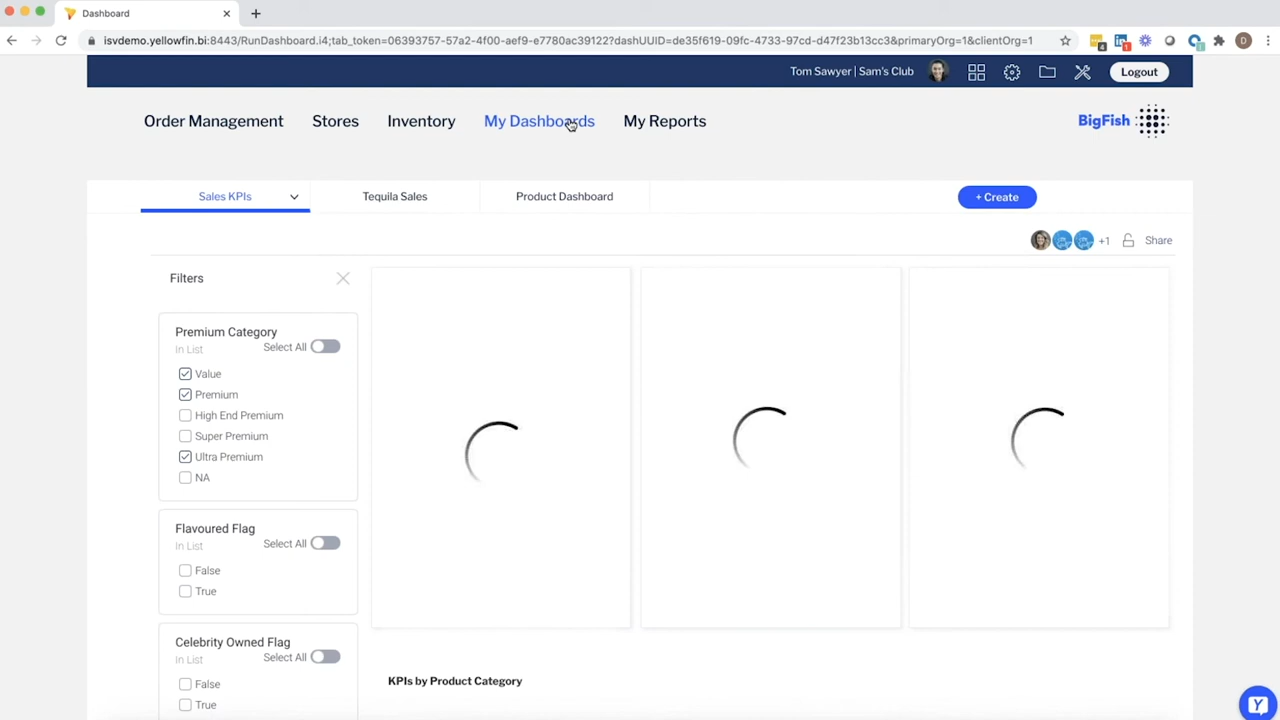 Dashboard
isvdemo.yellowfin.bi:8443/RunDashboard.i4;tab_token=06393757-57a2-4f00-aef9-e7780ac39122?dashUUID=de35f619-09fc-4733-97cd-d47f23b13cc3&primaryOrg=1&clientOrg=1
4
1
D
Tom Sawyer | Sam's Club
Logout
Order Management Stores Inventory My Dashboards My Reports
BigFish
Sales KPIs Tequila Sales Product Dashboard
+ Create
+1 Share
Filters
Premium Category
In List Select All
Value
Premium
High End Premium
Super Premium
Ultra Premium
NA
Flavoured Flag
In List Select All
False
True
Celebrity Owned Flag
In List Select All
False
True
KPIs by Product Category